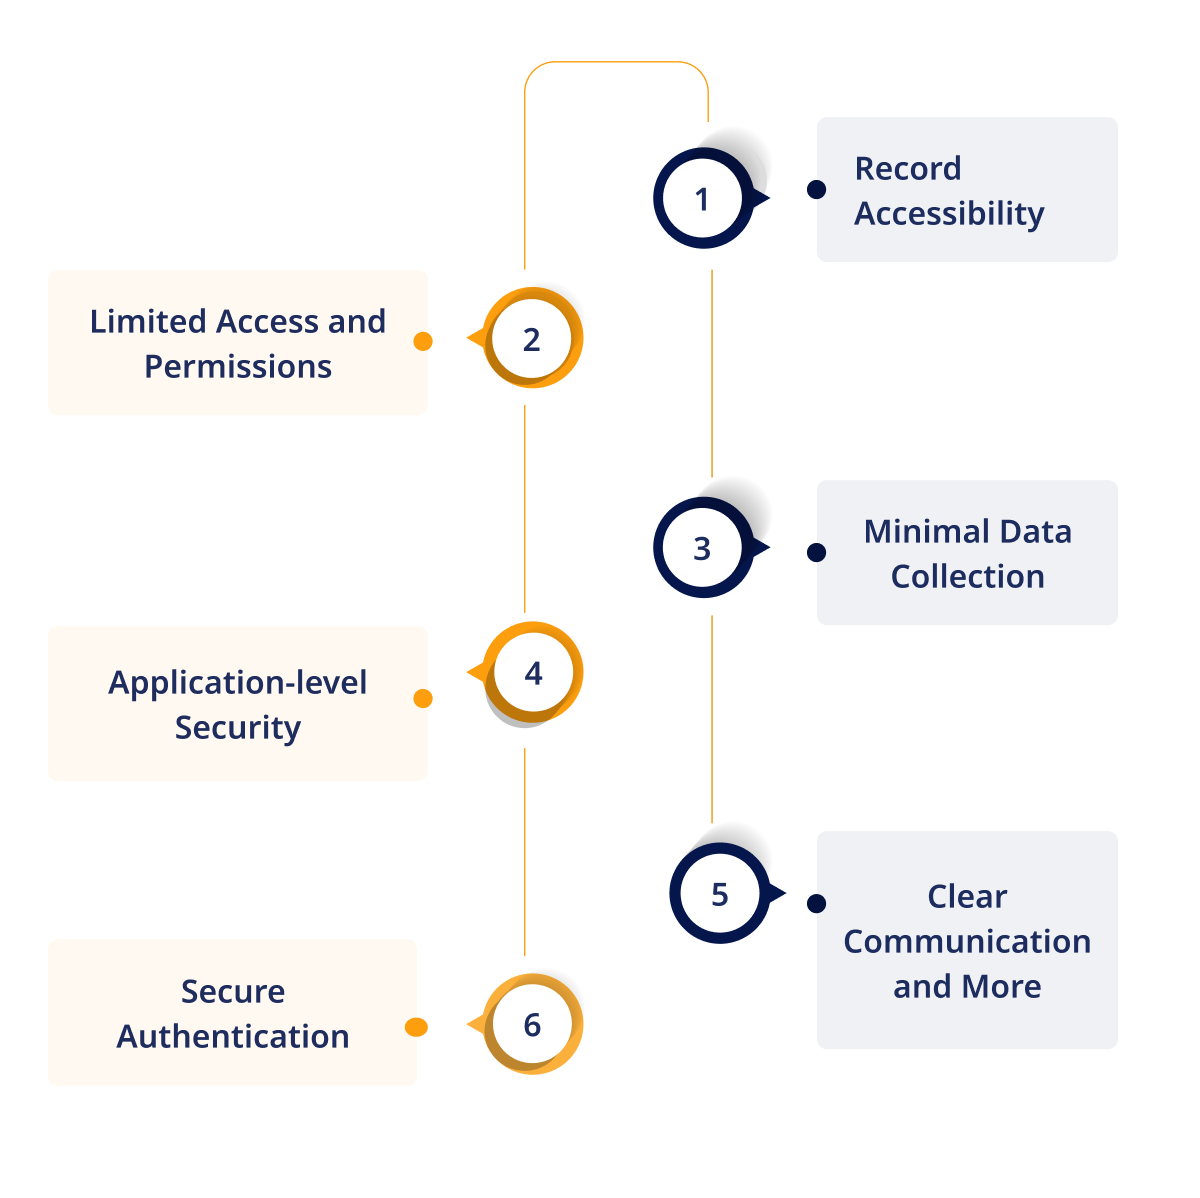 1
Record
Accessibility
2
Limited Access and
Permissions
3
Minimal Data
Collection
4
Application-level
Security
5
Clear
Communication
and More
6
Secure
Authentication